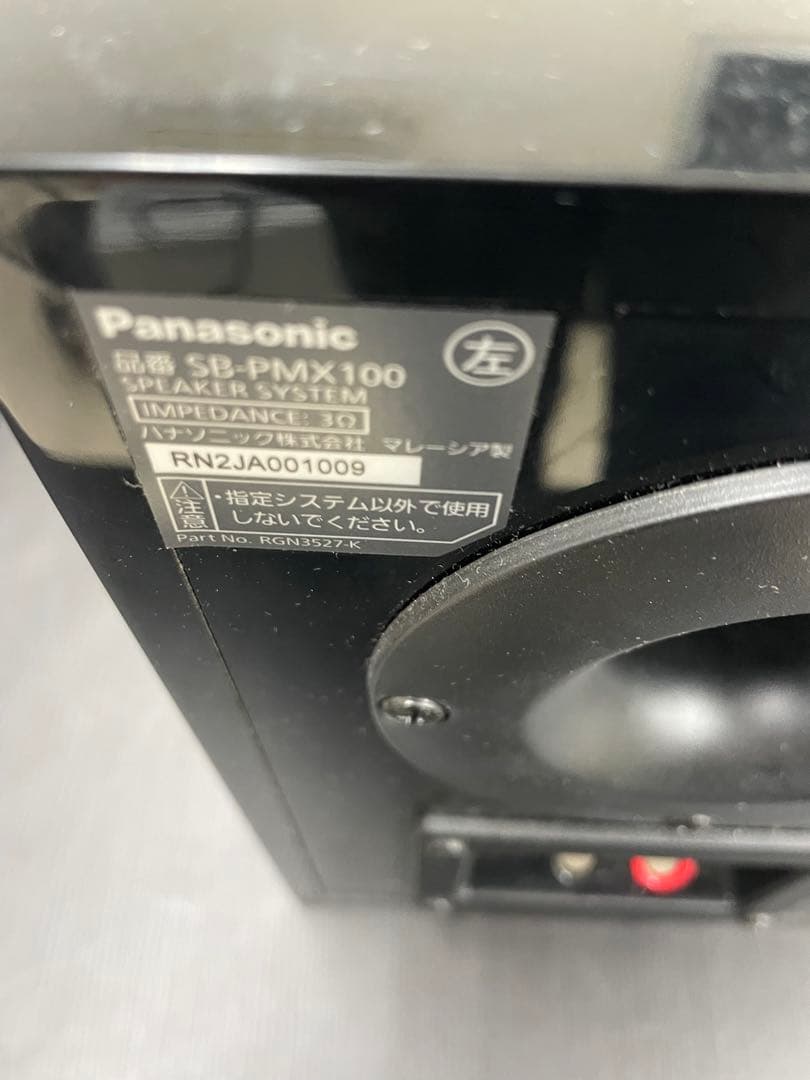 Panasonic
左
品番 SB-PMX100
SPEAKER SYSTEM
IMPEDANCE: 3Ω
パナソニック株式会社 マレーシア製
RN2JA001009
注意
・指定システム以外で使用
しないでください。
Part No. RGN3527-K